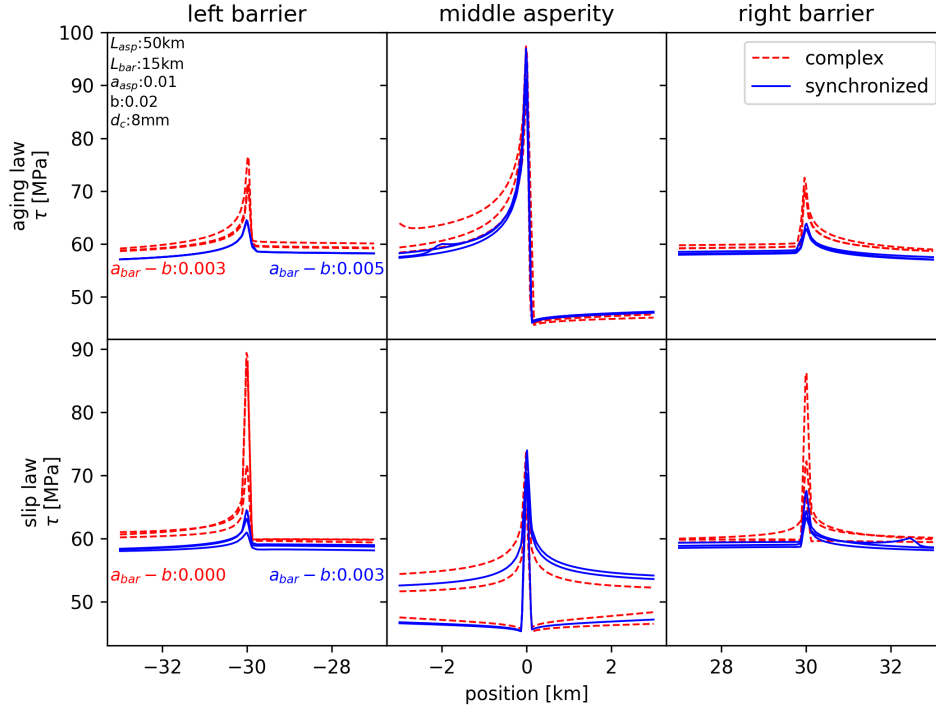 left barrier middle asperity right barrier
L_asp:50km
L_bar:15km
a_asp:0.01
b:0.02
d_c:8mm
complex
synchronized
100
90
80
70
60
50
aging law
τ [MPa]
a_bar − b:0.003 a_bar − b:0.005
90
80
70
60
50
slip law
τ [MPa]
a_bar − b:0.000 a_bar − b:0.003
−32 −30 −28 −2 0 2 28 30 32
position [km]